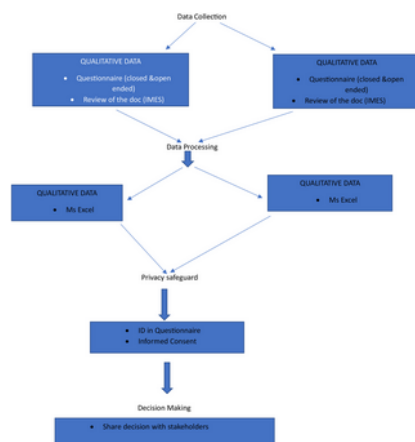 Data Collection
QUALITATIVE DATA
• Questionnaire (closed &open
ended)
• Review of the doc (IMES)
QUALITATIVE DATA
• Questionnaire (closed &open
ended)
• Review of the doc (IMES)
Data Processing
QUALITATIVE DATA
• Ms Excel
QUALITATIVE DATA
• Ms Excel
Privacy safeguard
• ID in Questionnaire
• Informed Consent
Decision Making
• Share decision with stakeholders